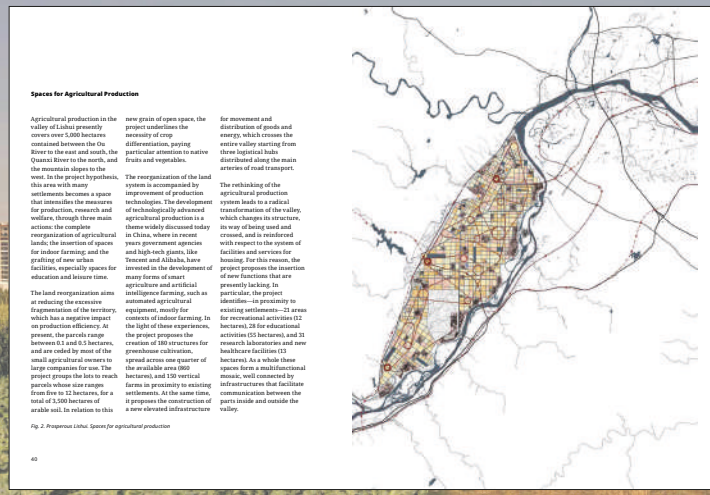 Spaces for Agricultural Production
Agricultural production in the
valley of Lishui presently
covers over 5,000 hectares
contained between the Ou
River to the east and south, the
Quanxi River to the north, and
the mountain slopes to the
west. In the project hypothesis,
this area with many
settlements becomes a space
that intensifies the measures
for production, research and
welfare, through three main
actions: the complete
reorganization of agricultural
lands; the insertion of spaces
for indoor farming; and the
grafting of new urban
facilities, especially spaces for
education and leisure time.
The land reorganization aims
at reducing the excessive
fragmentation of the territory,
which has a negative impact
on production efficiency. At
present, the parcels range
between 0.1 and 0.5 hectares,
and are ceded by most of the
small agricultural owners to
large companies for use. The
project groups the lots to reach
parcels whose size ranges
from five to 12 hectares, for a
total of 3,500 hectares of
arable soil. In relation to this
new grain of open space, the
project underlines the
necessity of crop
differentiation, paying
particular attention to native
fruits and vegetables.
The reorganization of the land
system is accompanied by
improvement of production
technologies. The development
of technologically advanced
agricultural production is a
theme widely discussed today
in China, where in recent
years government agencies
and high-tech giants, like
Tencent and Alibaba, have
invested in the development of
many forms of smart
agriculture and artificial
intelligence farming, such as
automated agricultural
equipment, mostly for
contexts of indoor farming. In
the light of these experiences,
the project proposes the
creation of 180 structures for
greenhouse cultivation,
spread across one quarter of
the available area (860
hectares), and 150 vertical
farms in proximity to existing
settlements. At the same time,
it proposes the construction of
a new elevated infrastructure
for movement and
distribution of goods and
energy, which crosses the
entire valley starting from
three logistical hubs
distributed along the main
arteries of road transport.
The rethinking of the
agricultural production
system leads to a radical
transformation of the valley,
which changes its structure,
its way of being used and
crossed, and is reinforced
with respect to the system of
facilities and services for
housing. For this reason, the
project proposes the insertion
of new functions that are
presently lacking. In
particular, the project
identifies—in proximity to
existing settlements—21 areas
for recreational activities (12
hectares), 28 for educational
activities (55 hectares), and 31
research laboratories and new
healthcare facilities (13
hectares). As a whole these
spaces form a multifunctional
mosaic, well connected by
infrastructures that facilitate
communication between the
parts inside and outside the
valley.
Fig. 2. Prosperous Lishui. Spaces for agricultural production
40